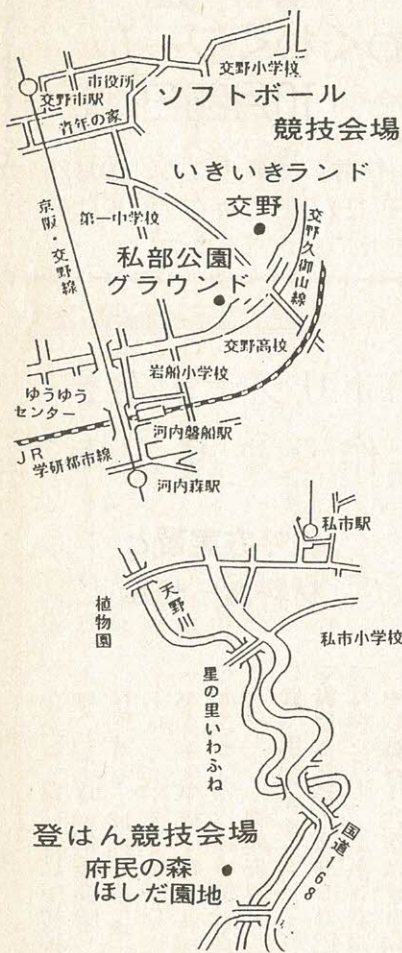 市役所
交野小学校
交野市駅
ソフトボール
青年の家
競技会場
いきいきランド
交野
第一中学校
京阪・交野線
交野久御山線
私部公園
グラウンド
交野高校
岩船小学校
ゆうゆう
センター
河内磐船駅
JR
学研都市線
河内森駅
私市駅
天野川
植物園
私市小学校
星の里いわふね
登はん競技会場
国道168
府民の森
ほしだ園地